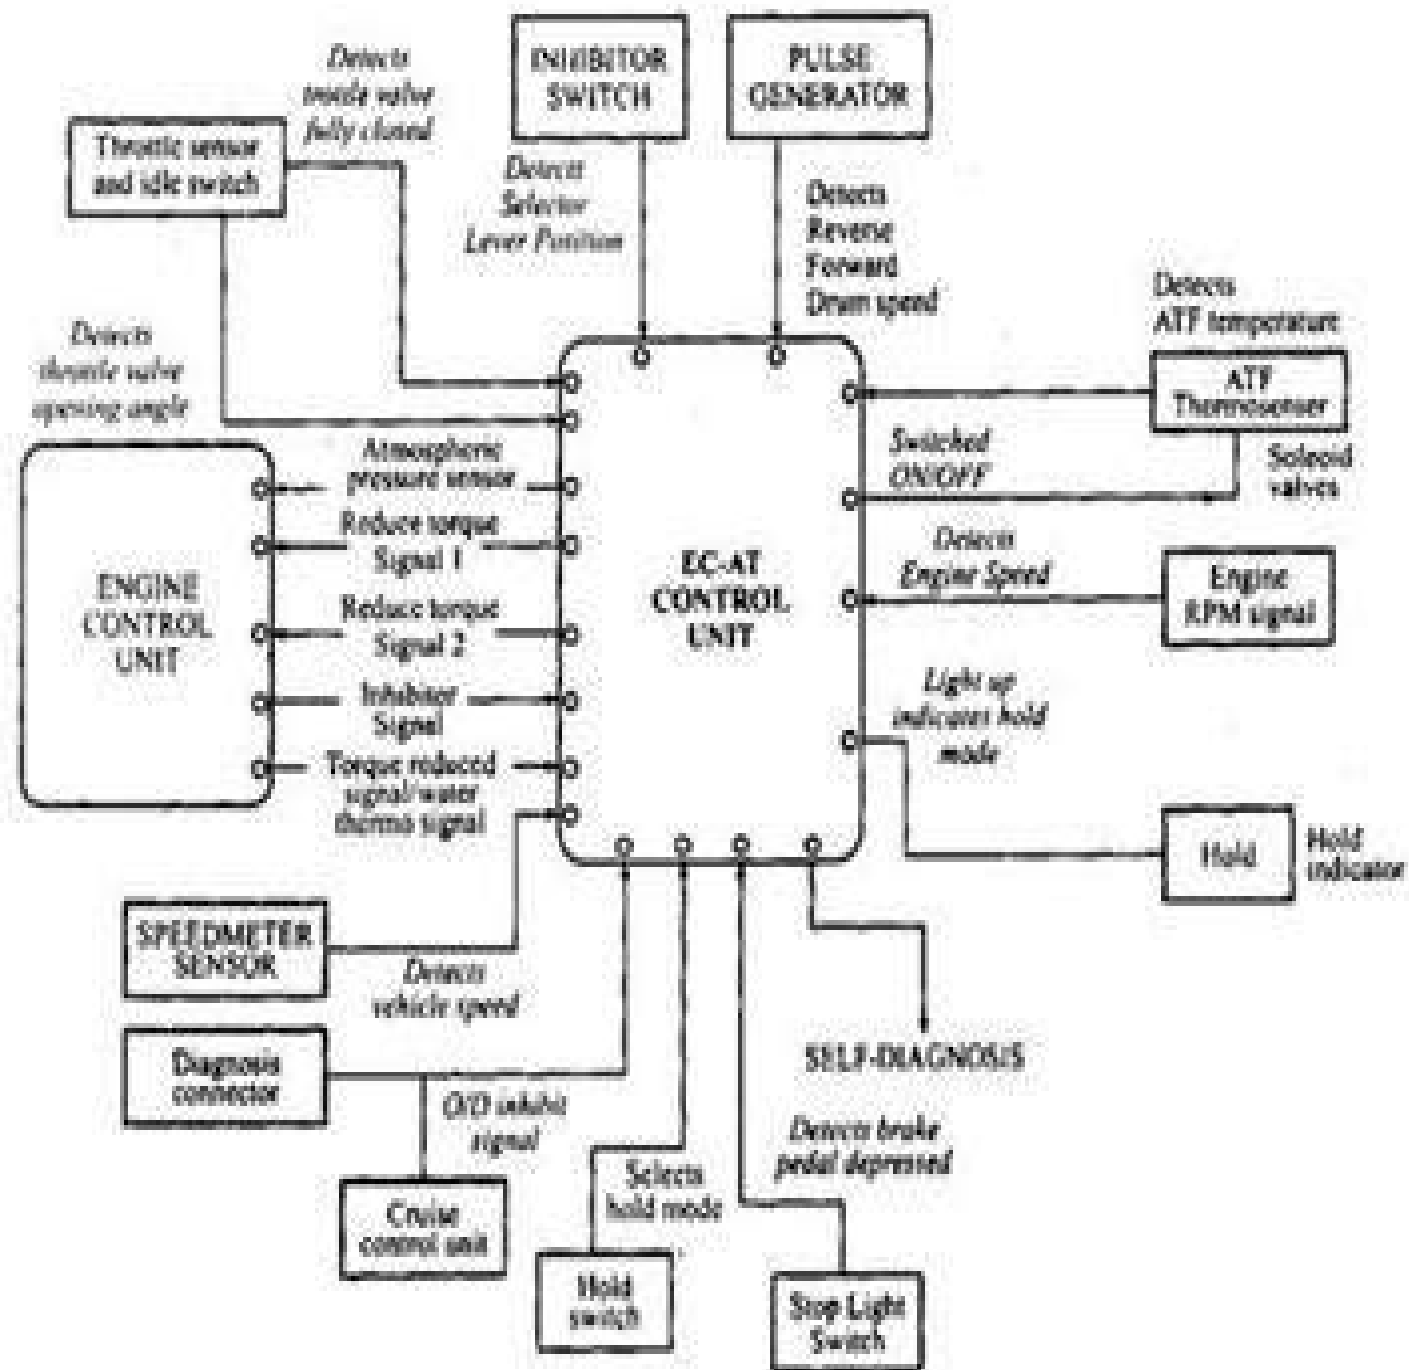 Detects
trottle valve
fully closed
INHIBITOR
SWITCH
PULSE
GENERATOR
Throttle sensor
and idle switch
Detects
Selector
Lever Position
Detects
Reverse
Forward
Drum speed
Detects
ATF temperature
Detects
throttle valve
opening angle
ATF
Thermosenser
Atmospheric
pressure sensor
Switched
ON/OFF
Soleoid
valves
Reduce torque
Signal 1
ENGINE
CONTROL
UNIT
EC-AT
CONTROL
UNIT
Detects
Engine Speed
Engine
RPM signal
Reduce torque
Signal 2
Inhibitor
Signal
Light up
indicates hold
mode
Torque reduced
signal/water
thermo signal
Hold
Hold
indicator
SPEEDMETER
SENSOR
Detects
vehicle speed
Diagnosis
connector
SELF-DIAGNOSIS
O/D inhibit
signal
Detects brake
pedal depressed
Selects
hold mode
Cruise
control unit
Hold
switch
Stop Light
Switch